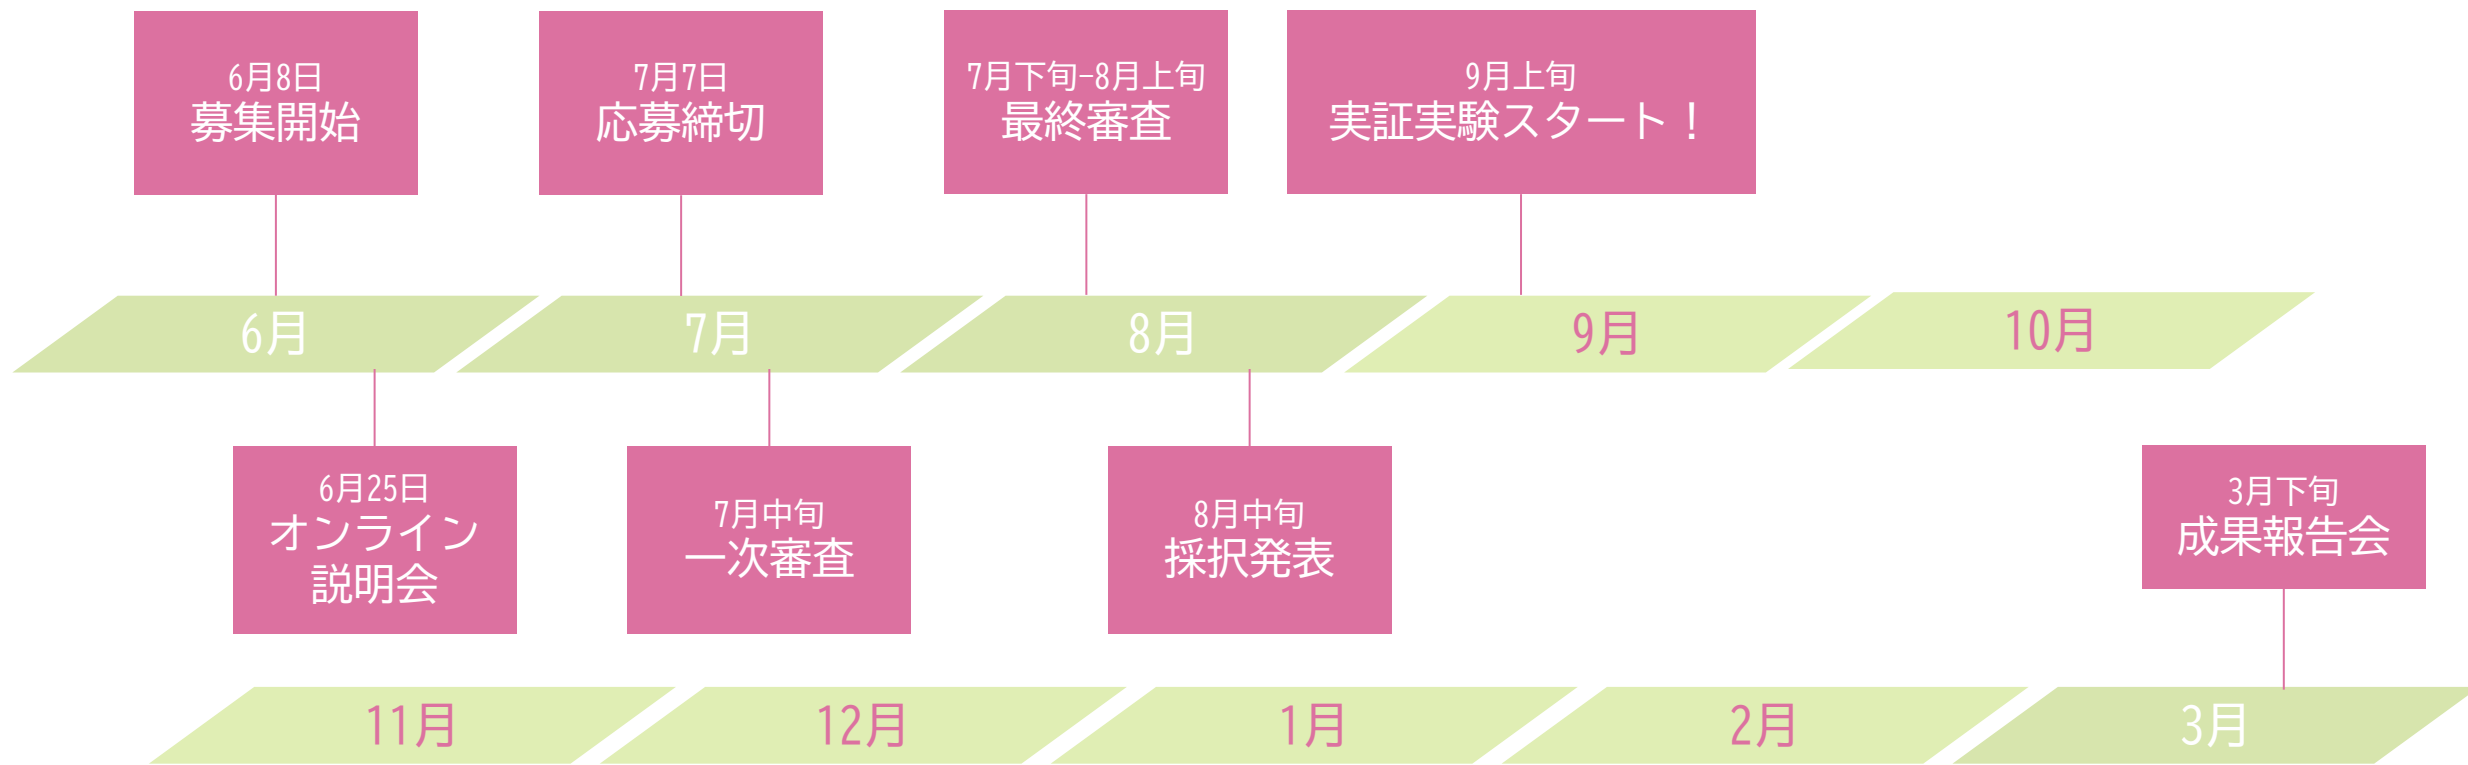 6月8日
募集開始
7月7日
応募締切
7月下旬-8月上旬
最終審査
9月上旬
実証実験スタート！
6月
7月
8月
9月
10月
6月25日
オンライン
説明会
7月中旬
一次審査
8月中旬
採択発表
3月下旬
成果報告会
11月
12月
1月
2月
3月